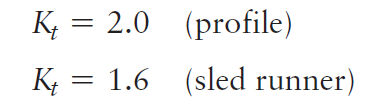 Kₜ = 2.0 (profile)
Kₜ = 1.6 (sled runner)